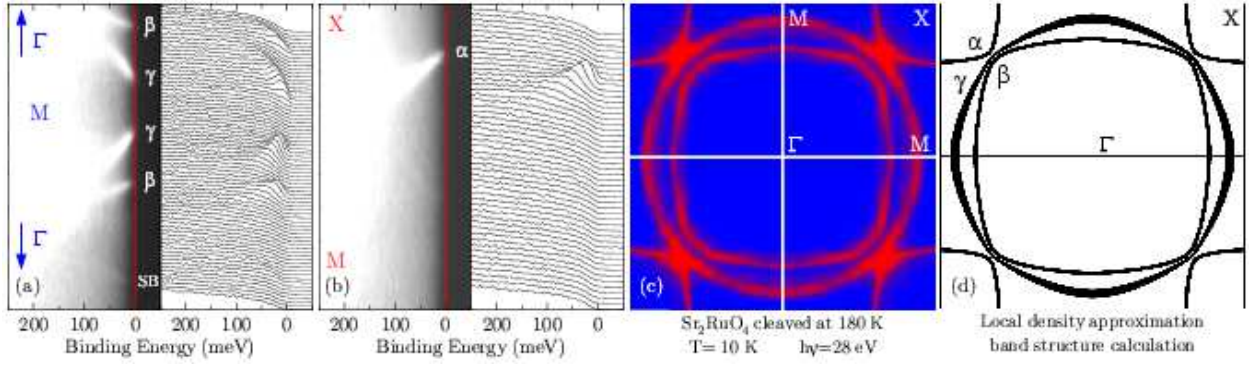 Γ
M
Γ
β
γ
γ
β
SB
(a)
200 100 0 200 100 0
Binding Energy (meV)
X
α
M
(b)
200 100 0 200 100 0
Binding Energy (meV)
M X
Γ M
(c)
Sr₂RuO₄ cleaved at 180 K
T= 10 K hν=28 eV
X
α
γ β
Γ
(d)
Local density approximation
band structure calculation